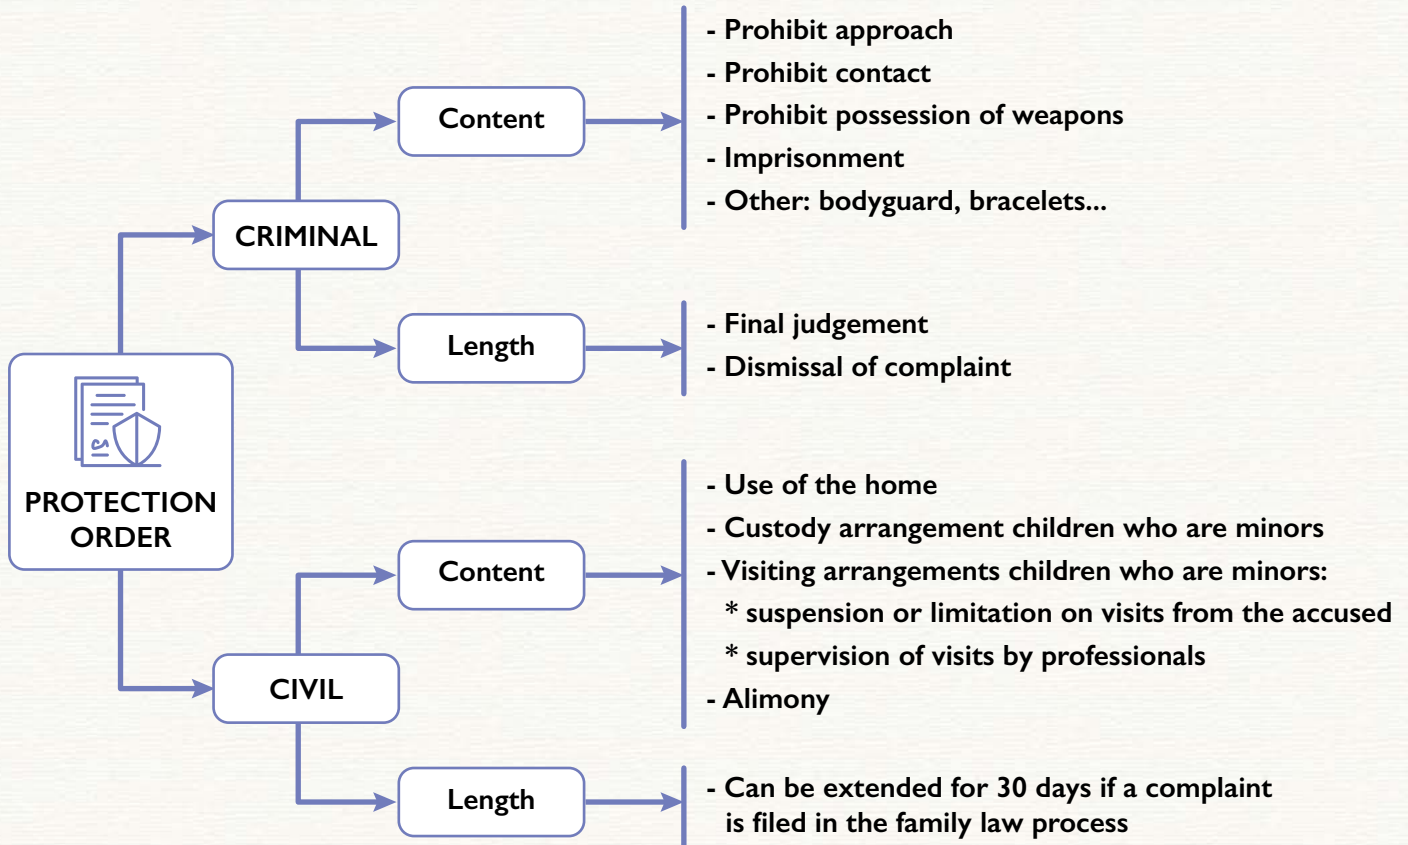 PROTECTION
ORDER
CRIMINAL
Content
- Prohibit approach
- Prohibit contact
- Prohibit possession of weapons
- Imprisonment
- Other: bodyguard, bracelets...
Length
- Final judgement
- Dismissal of complaint
CIVIL
Content
- Use of the home
- Custody arrangement children who are minors
- Visiting arrangements children who are minors:
* suspension or limitation on visits from the accused
* supervision of visits by professionals
- Alimony
Length
- Can be extended for 30 days if a complaint
is filed in the family law process